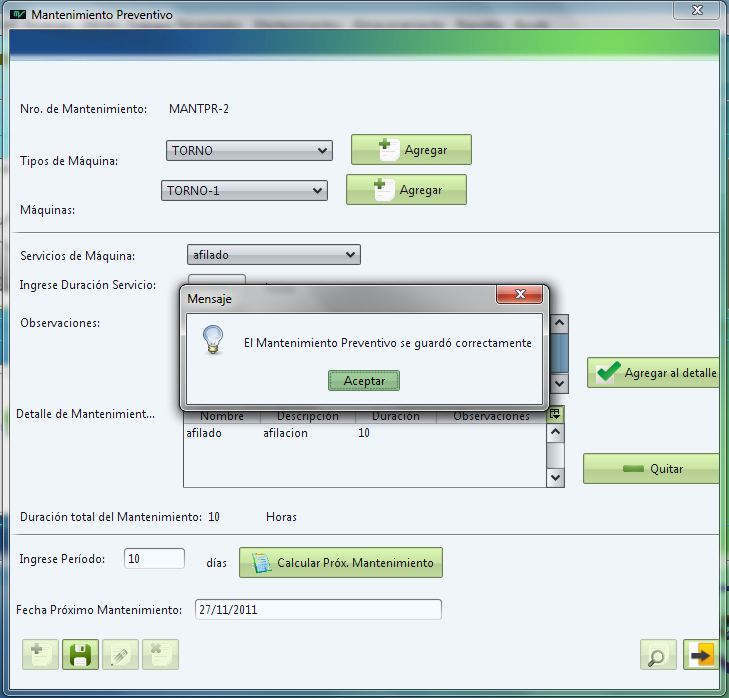 Mantenimiento Preventivo
Nro. de Mantenimiento: MANTPR-2
Tipos de Máquina: TORNO Agregar
Máquinas: TORNO-1 Agregar
Servicios de Máquina: afilado
Ingrese Duración Servicio:
Mensaje
Observaciones:
El Mantenimiento Preventivo se guardó correctamente
Aceptar
Agregar al detalle
Detalle de Mantenimient...
Nombre Descripción Duración Observaciones
afilado afilacion 10
Quitar
Duración total del Mantenimiento: 10 Horas
Ingrese Período: 10 días Calcular Próx. Mantenimiento
Fecha Próximo Mantenimiento: 27/11/2011